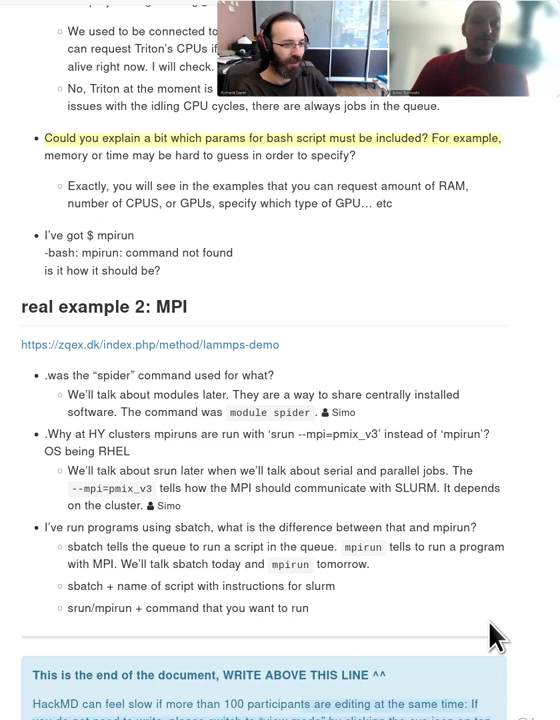 We used to be connected to
can request Triton's CPUs if
alive right now. I will check.
No, Triton at the moment is
issues with the idling CPU cycles, there are always jobs in the queue.
Could you explain a bit which params for bash script must be included? For example,
memory or time may be hard to guess in order to specify?
Exactly, you will see in the examples that you can request amount of RAM,
number of CPUS, or GPUs, specify which type of GPU… etc
I've got $ mpirun
-bash: mpirun: command not found
is it how it should be?
real example 2: MPI
https://zqex.dk/index.php/method/lammps-demo
.was the “spider” command used for what?
We'll talk about modules later. They are a way to share centrally installed
software. The command was module spider . Simo
.Why at HY clusters mpiruns are run with ‘srun --mpi=pmix_v3’ instead of ‘mpirun’?
OS being RHEL
We'll talk about srun later when we'll talk about serial and parallel jobs. The
--mpi=pmix_v3 tells how the MPI should communicate with SLURM. It depends
on the cluster. Simo
I've run programs using sbatch, what is the difference between that and mpirun?
sbatch tells the queue to run a script in the queue. mpirun tells to run a program
with MPI. We'll talk sbatch today and mpirun tomorrow.
sbatch + name of script with instructions for slurm
srun/mpirun + command that you want to run
This is the end of the document, WRITE ABOVE THIS LINE ^^
HackMD can feel slow if more than 100 participants are editing at the same time: If